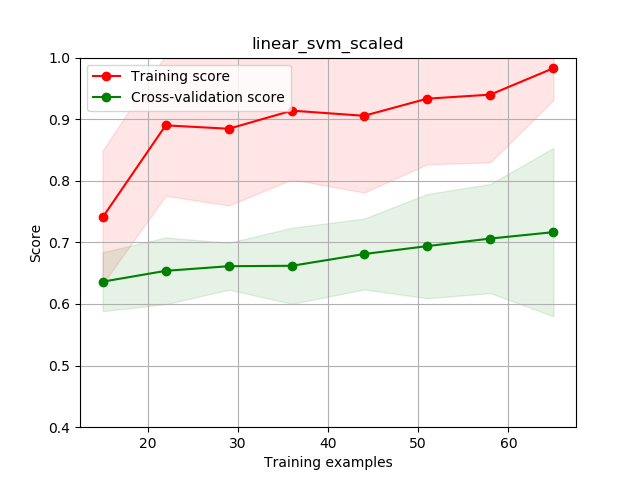 linear_svm_scaled
Training score
Cross-validation score
1.0
0.9
0.8
0.7
0.6
0.5
0.4
Score
20 30 40 50 60
Training examples